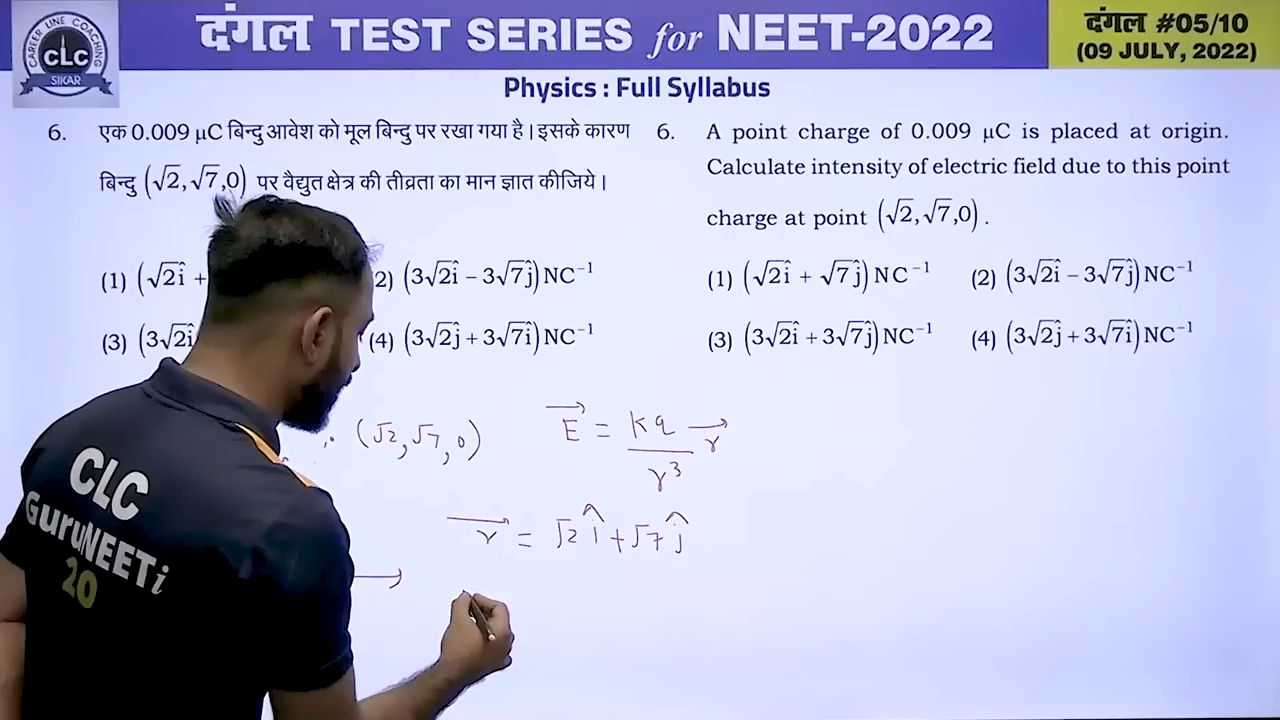 CAREER LINE COACHING
CLC
SIKAR
दंगल TEST SERIES for NEET-2022
दंगल #05/10
(09 JULY, 2022)
Physics : Full Syllabus
6. एक 0.009 μC बिन्दु आवेश को मूल बिन्दु पर रखा गया है। इसके कारण
बिन्दु (√2,√7,0) पर वैद्युत क्षेत्र की तीव्रता का मान ज्ञात कीजिये।
(1) (√2î +
2) (3√2î − 3√7ĵ) NC⁻¹
(3) (3√2î
(4) (3√2ĵ + 3√7î) NC⁻¹
6. A point charge of 0.009 μC is placed at origin.
Calculate intensity of electric field due to this point
charge at point (√2,√7,0).
(1) (√2î + √7ĵ) NC⁻¹
(2) (3√2î − 3√7ĵ) NC⁻¹
(3) (3√2î + 3√7ĵ) NC⁻¹
(4) (3√2ĵ + 3√7î) NC⁻¹
(√2,√7,0)
E⃗ = kq/r³ r⃗
r⃗ = √2 î + √7 ĵ
CLC
GuruNEETi
20